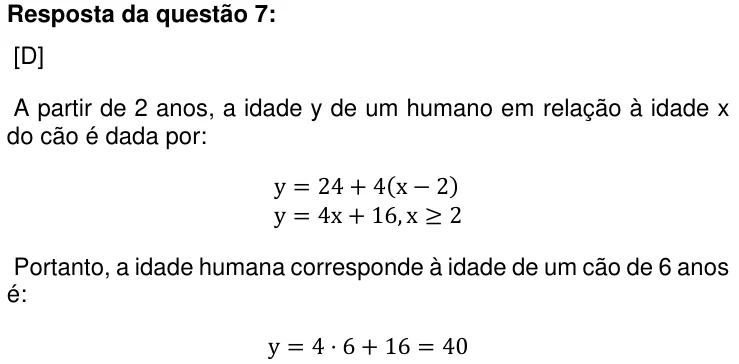 Resposta da questão 7:
[D]
A partir de 2 anos, a idade y de um humano em relação à idade x
do cão é dada por:
y = 24 + 4(x − 2)
y = 4x + 16, x ≥ 2
Portanto, a idade humana corresponde à idade de um cão de 6 anos
é:
y = 4 · 6 + 16 = 40